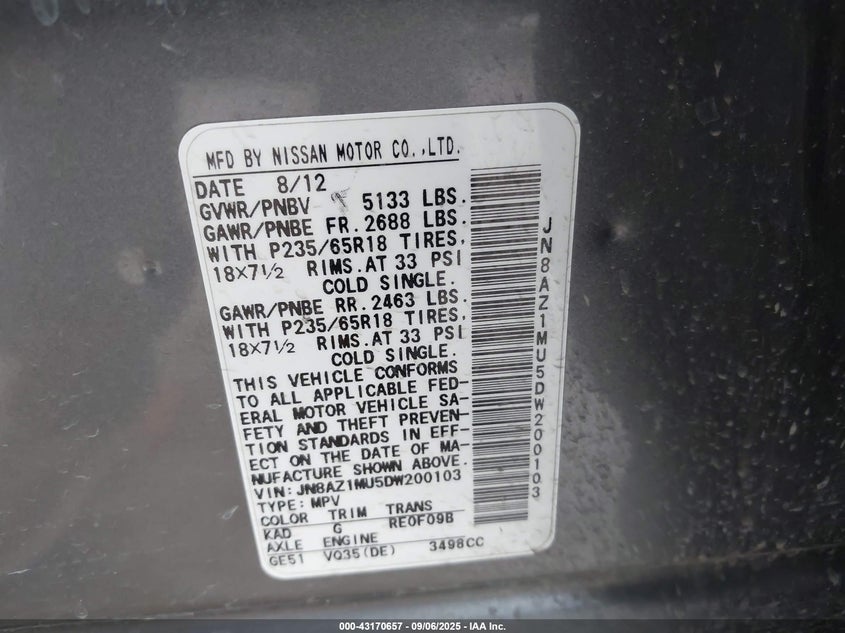 MFD BY NISSAN MOTOR CO.,LTD.
DATE 8/12
GVWR/PNBV 5133 LBS.
GAWR/PNBE FR.2688 LBS.
WITH P235/65R18 TIRES,
18X7½ RIMS.AT 33 PSI
COLD SINGLE.
GAWR/PNBE RR.2463 LBS.
WITH P235/65R18 TIRES,
18X7½ RIMS.AT 33 PSI
COLD SINGLE.
THIS VEHICLE CONFORMS
TO ALL APPLICABLE FED-
ERAL MOTOR VEHICLE SA-
FETY AND THEFT PREVEN-
TION STANDARDS IN EFF-
ECT ON THE DATE OF MA-
NUFACTURE SHOWN ABOVE.
VIN:JN8AZ1MU5DW200103
TYPE:MPV
COLOR TRIM TRANS
KAD G RE0F09B
AXLE ENGINE
GE51 VQ35(DE) 3498CC
JN8AZ1MU5DW200103
000-43170657 - 09/06/2025 - IAA Inc.